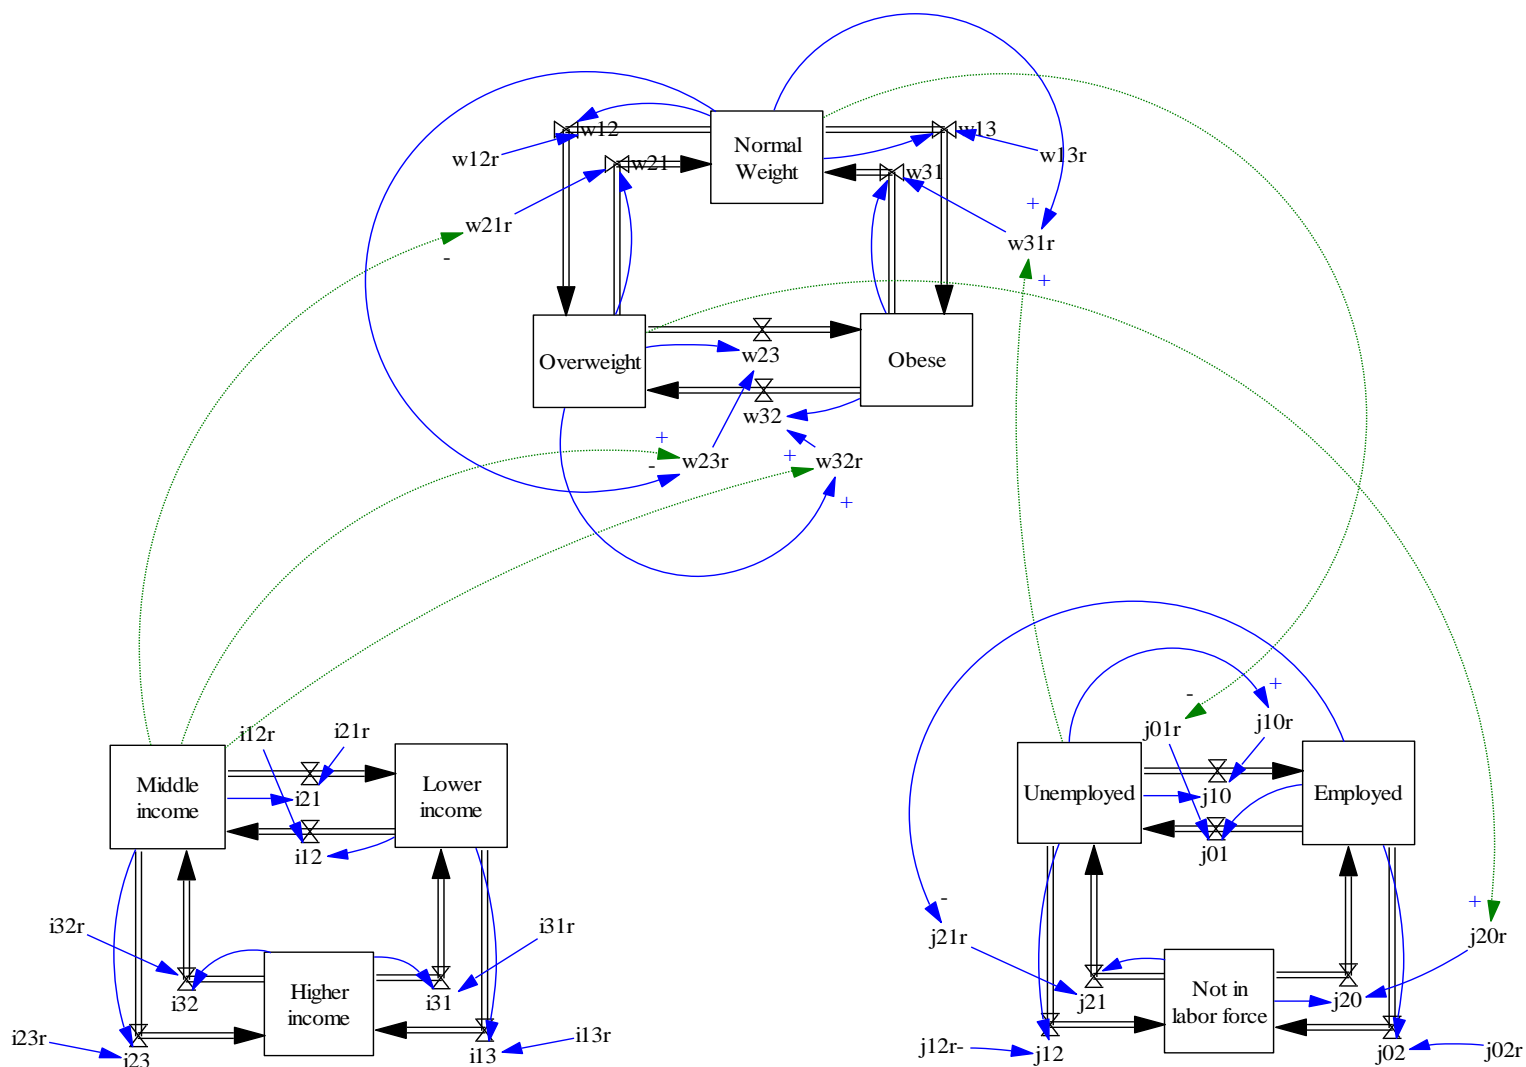 Normal
Weight
w12
w13
w12r
w21
w31
w13r
+
w21r
-
w31r
+
Overweight
w23
Obese
w32
+
-
w23r
+
w32r
+
i12r
i21r
Middle
income
i21
Lower
income
i12
i32r
i31r
i32
Higher
income
i31
i23r
i23
i13
i13r
-
+
j01r
j10r
Unemployed
j10
Employed
j01
-
+
j21r
j20r
j21
Not in
labor force
j20
j12r-
j12
j02
j02r